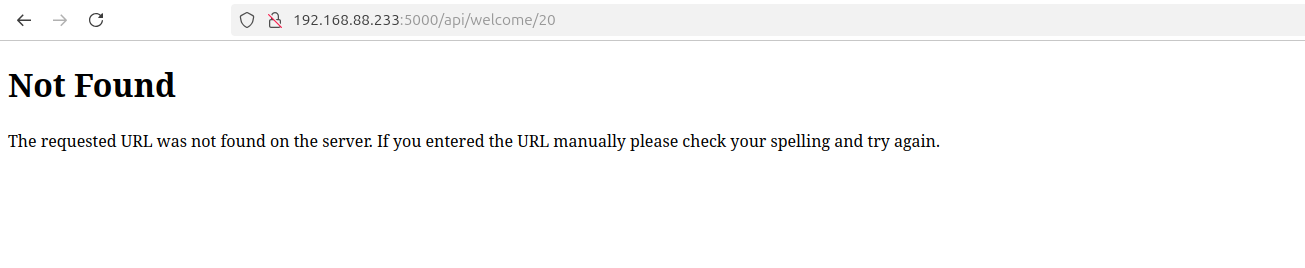 192.168.88.233:5000/api/welcome/20
Not Found
The requested URL was not found on the server. If you entered the URL manually please check your spelling and try again.